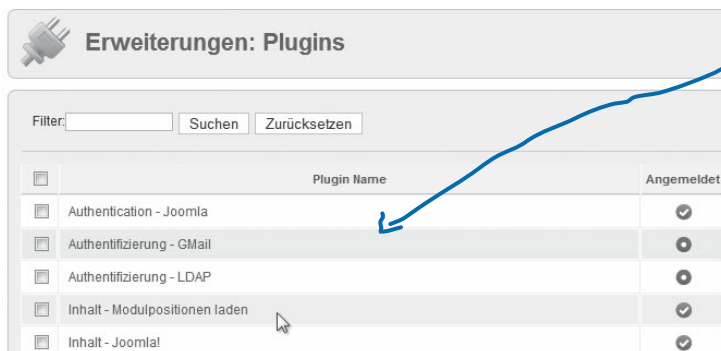 Erweiterungen: Plugins
Filter: Suchen Zurücksetzen
Plugin Name Angemeldet
Authentication - Joomla
Authentifizierung - GMail
Authentifizierung - LDAP
Inhalt - Modulpositionen laden
Inhalt - Joomla!